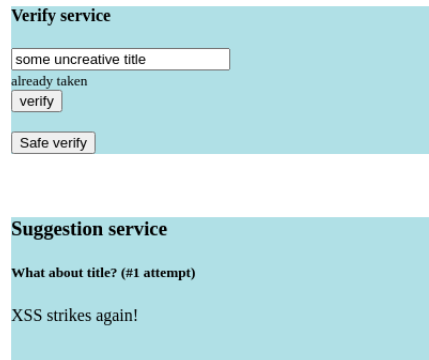 Verify service
some uncreative title
already taken
verify
Safe verify
Suggestion service
What about title? (#1 attempt)
XSS strikes again!